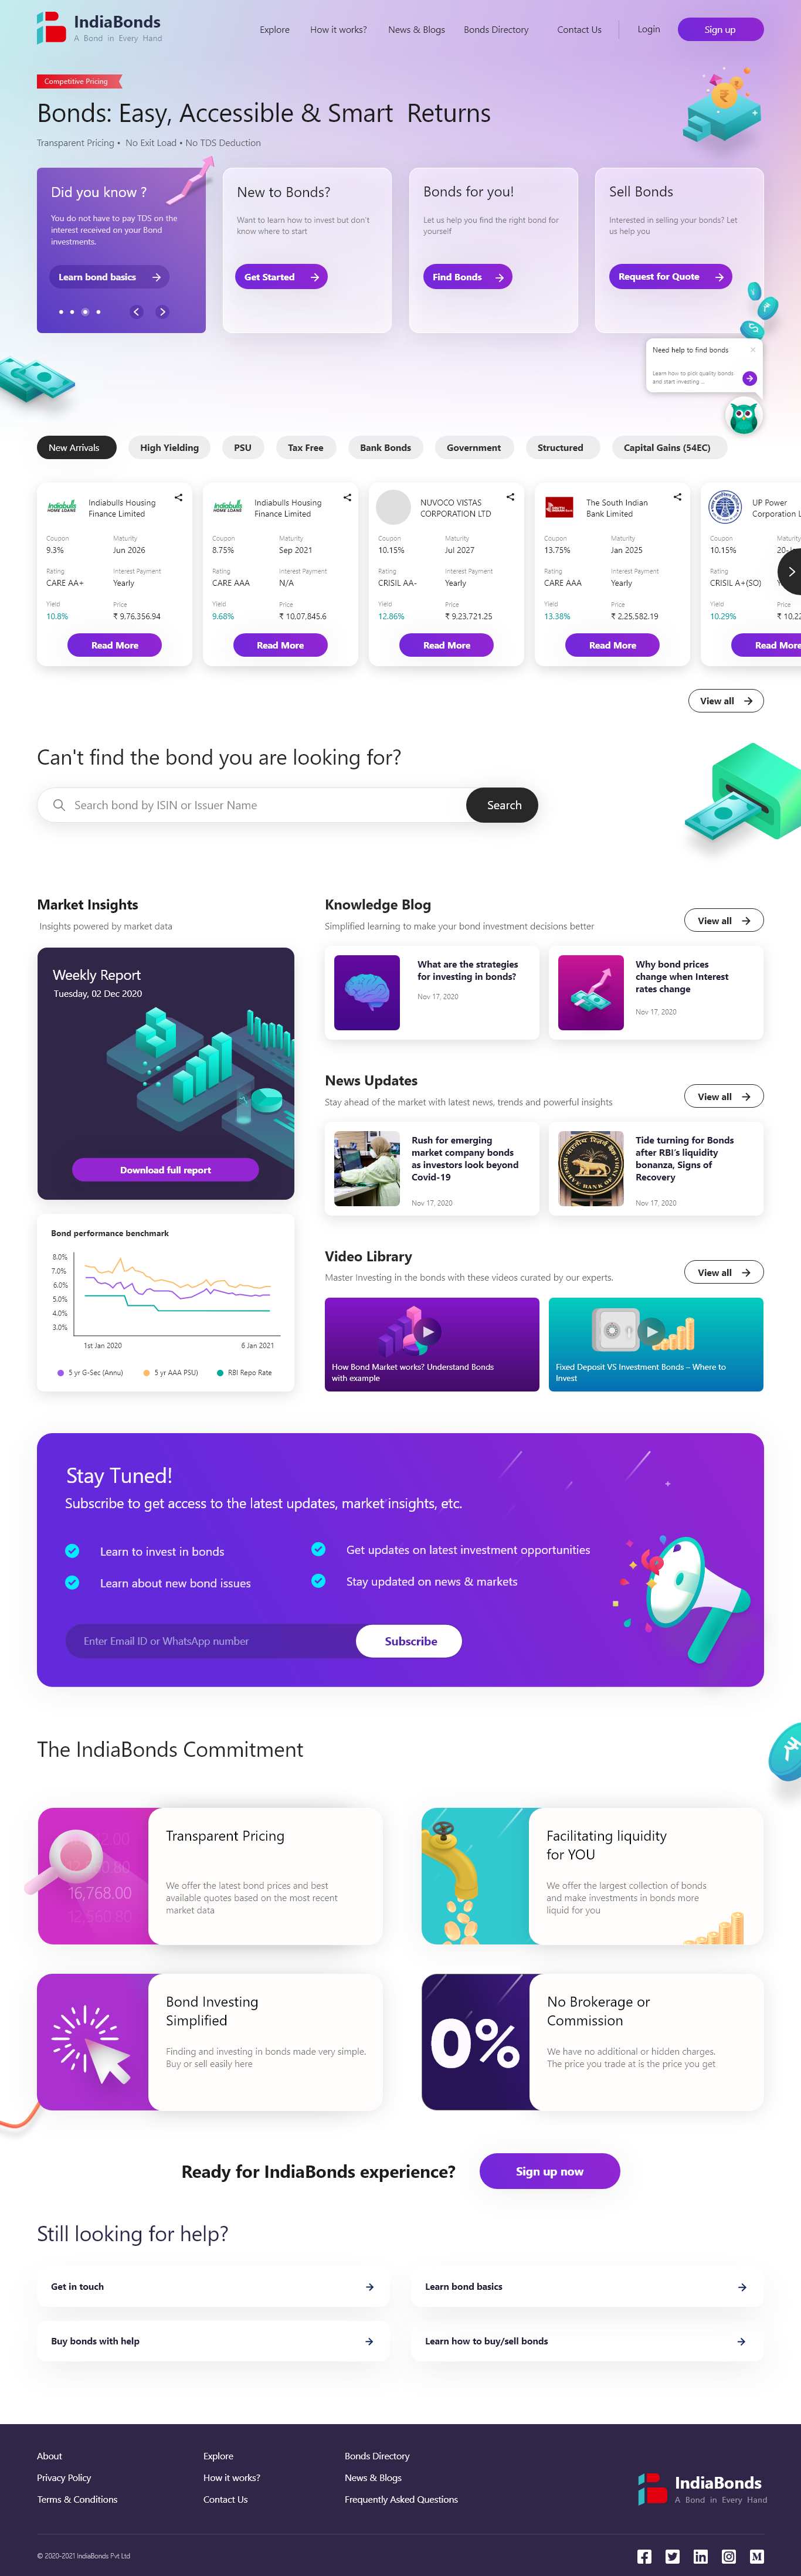 IndiaBonds
A Bond in Every Hand
Explore
How it works?
News & Blogs
Bonds Directory
Contact Us
Login
Sign up
Competitive Pricing
Bonds: Easy, Accessible & Smart Returns
Transparent Pricing • No Exit Load • No TDS Deduction
Did you know ?
You do not have to pay TDS on the
interest received on your Bond
investments.
Learn bond basics
New to Bonds?
Want to learn how to invest but don't
know where to start
Get Started
Bonds for you!
Let us help you find the right bond for
yourself
Find Bonds
Sell Bonds
Interested in selling your bonds? Let
us help you
Request for Quote
Need help to find bonds
Learn how to pick quality bonds
and start investing ...
New Arrivals
High Yielding
PSU
Tax Free
Bank Bonds
Government
Structured
Capital Gains (54EC)
Indiabulls
HOME LOANS
Indiabulls Housing
Finance Limited
Coupon
Maturity
9.3%
Jun 2026
Rating
Interest Payment
CARE AA+
Yearly
Yield
Price
10.8%
₹ 9,76,356.94
Read More
Indiabulls
HOME LOANS
Indiabulls Housing
Finance Limited
Coupon
Maturity
8.75%
Sep 2021
Rating
Interest Payment
CARE AAA
N/A
Yield
Price
9.68%
₹ 10,07,845.6
Read More
NUVOCO VISTAS
CORPORATION LTD
Coupon
Maturity
10.15%
Jul 2027
Rating
Interest Payment
CRISIL AA-
Yearly
Yield
Price
12.86%
₹ 9,23,721.25
Read More
The South Indian
Bank Limited
Coupon
Maturity
13.75%
Jan 2025
Rating
Interest Payment
CARE AAA
Yearly
Yield
Price
13.38%
₹ 2,25,582.19
Read More
UP Power
Corporation L
Coupon
Maturity
10.15%
20-
Rating
CRISIL A+(SO)
Yield
Price
10.29%
₹ 10,22
Read More
View all
Can't find the bond you are looking for?
Search bond by ISIN or Issuer Name
Search
Market Insights
Insights powered by market data
Weekly Report
Tuesday, 02 Dec 2020
Download full report
Bond performance benchmark
8.0%
7.0%
6.0%
5.0%
4.0%
3.0%
1st Jan 2020
6 Jan 2021
5 yr G-Sec (Annu)
5 yr AAA PSU)
RBI Repo Rate
Knowledge Blog
Simplified learning to make your bond investment decisions better
View all
What are the strategies
for investing in bonds?
Nov 17, 2020
Why bond prices
change when Interest
rates change
Nov 17, 2020
News Updates
Stay ahead of the market with latest news, trends and powerful insights
View all
Rush for emerging
market company bonds
as investors look beyond
Covid-19
Nov 17, 2020
Tide turning for Bonds
after RBI's liquidity
bonanza, Signs of
Recovery
Nov 17, 2020
Video Library
Master Investing in the bonds with these videos curated by our experts.
View all
How Bond Market works? Understand Bonds
with example
Fixed Deposit VS Investment Bonds – Where to
Invest
Stay Tuned!
Subscribe to get access to the latest updates, market insights, etc.
Learn to invest in bonds
Get updates on latest investment opportunities
Learn about new bond issues
Stay updated on news & markets
Enter Email ID or WhatsApp number
Subscribe
The IndiaBonds Commitment
16,768.00
Transparent Pricing
We offer the latest bond prices and best
available quotes based on the most recent
market data
Facilitating liquidity
for YOU
We offer the largest collection of bonds
and make investments in bonds more
liquid for you
Bond Investing
Simplified
Finding and investing in bonds made very simple.
Buy or sell easily here
0%
No Brokerage or
Commission
We have no additional or hidden charges.
The price you trade at is the price you get
Ready for IndiaBonds experience?
Sign up now
Still looking for help?
Get in touch
Learn bond basics
Buy bonds with help
Learn how to buy/sell bonds
About
Explore
Bonds Directory
Privacy Policy
How it works?
News & Blogs
Terms & Conditions
Contact Us
Frequently Asked Questions
IndiaBonds
A Bond in Every Hand
© 2020-2021 IndiaBonds Pvt Ltd